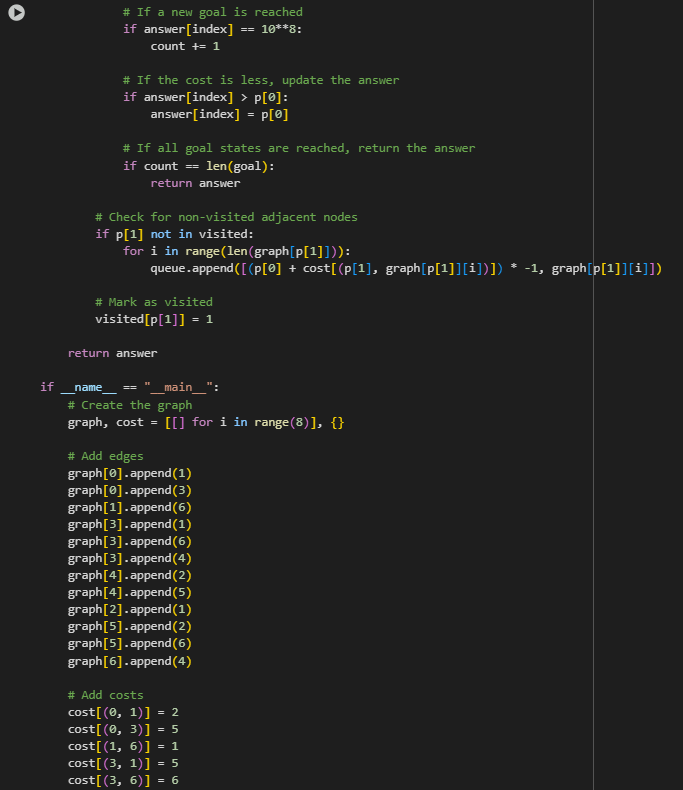 # If a new goal is reached
if answer[index] == 10**8:
count += 1
# If the cost is less, update the answer
if answer[index] > p[0]:
answer[index] = p[0]
# If all goal states are reached, return the answer
if count == len(goal):
return answer
# Check for non-visited adjacent nodes
if p[1] not in visited:
for i in range(len(graph[p[1]])):
queue.append([(p[0] + cost[(p[1], graph[p[1]][i])]) * -1, graph[p[1]][i]])
# Mark as visited
visited[p[1]] = 1
return answer
if __name__ == "__main__":
# Create the graph
graph, cost = [[] for i in range(8)], {}
# Add edges
graph[0].append(1)
graph[0].append(3)
graph[1].append(6)
graph[3].append(1)
graph[3].append(6)
graph[3].append(4)
graph[4].append(2)
graph[4].append(5)
graph[2].append(1)
graph[5].append(2)
graph[5].append(6)
graph[6].append(4)
# Add costs
cost[(0, 1)] = 2
cost[(0, 3)] = 5
cost[(1, 6)] = 1
cost[(3, 1)] = 5
cost[(3, 6)] = 6